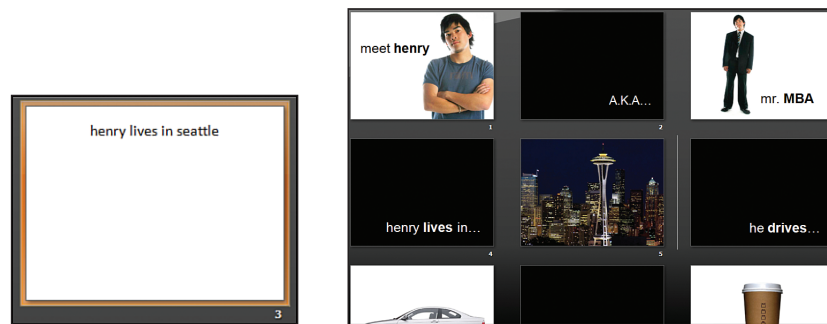 henry lives in seattle
3
meet henry
A.K.A...
mr. MBA
1
2
henry lives in...
he drives...
4
5